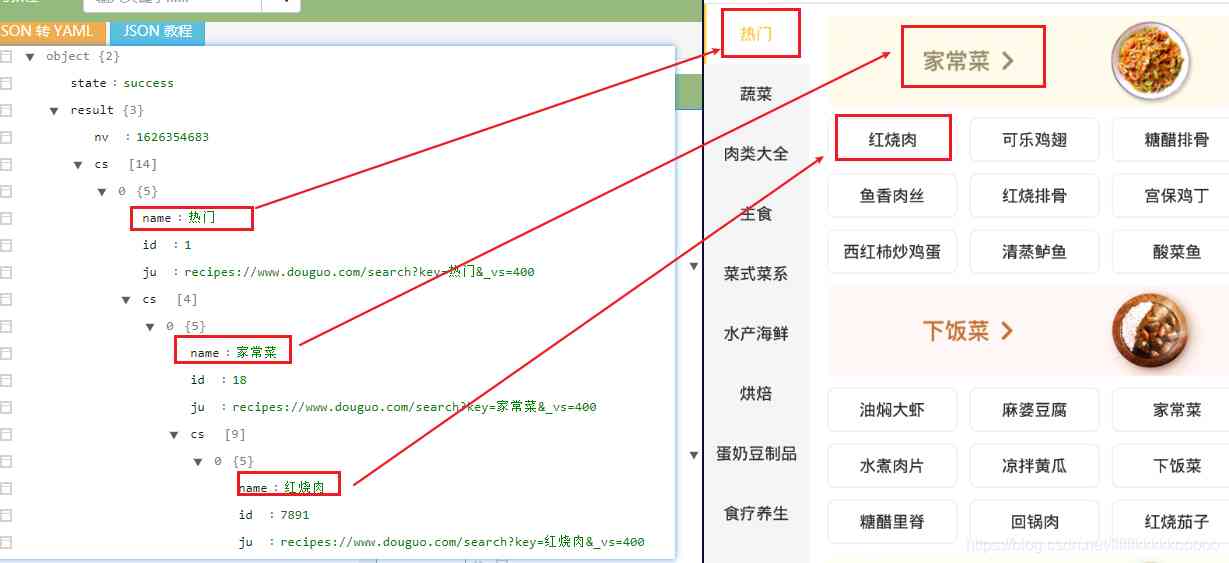 SON 转 YAML
JSON 教程
object {2}
state : success
result {3}
nv : 1626354683
cs [14]
0 {5}
name : 热门
id : 1
ju : recipes://www.douguo.com/search?key=热门&_vs=400
cs [4]
0 {5}
name : 家常菜
id : 18
ju : recipes://www.douguo.com/search?key=家常菜&_vs=400
cs [9]
0 {5}
name : 红烧肉
id : 7891
ju : recipes://www.douguo.com/search?key=红烧肉&_vs=400
热门
蔬菜
肉类大全
主食
菜式菜系
水产海鲜
烘焙
蛋奶豆制品
食疗养生
家常菜 >
红烧肉 可乐鸡翅 糖醋排骨
鱼香肉丝 红烧排骨 宫保鸡丁
西红柿炒鸡蛋 清蒸鲈鱼 酸菜鱼
下饭菜 >
油焖大虾 麻婆豆腐 家常菜
水煮肉片 凉拌黄瓜 下饭菜
糖醋里脊 回锅肉 红烧茄子